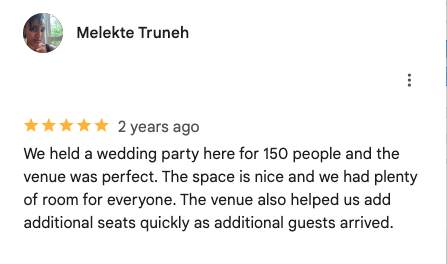 Melekte Truneh
2 years ago
We held a wedding party here for 150 people and the
venue was perfect. The space is nice and we had plenty
of room for everyone. The venue also helped us add
additional seats quickly as additional guests arrived.